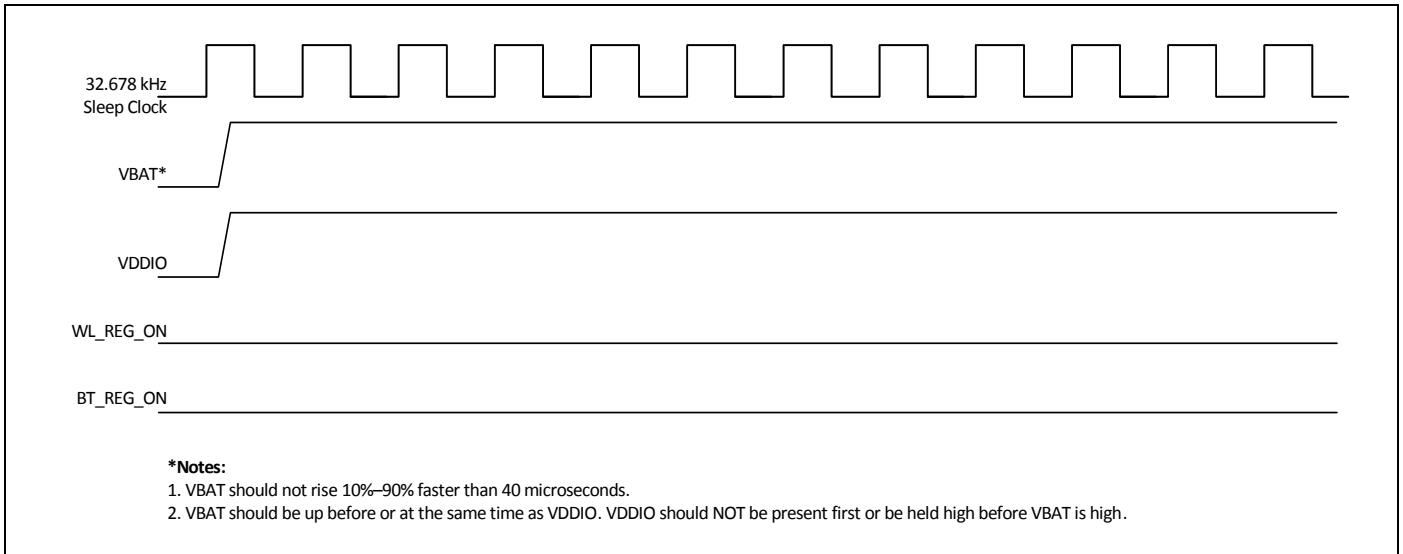 32.678 kHz
Sleep Clock
VBAT*
VDDIO
WL_REG_ON
BT_REG_ON
*Notes:
1. VBAT should not rise 10%–90% faster than 40 microseconds.
2. VBAT should be up before or at the same time as VDDIO. VDDIO should NOT be present first or be held high before VBAT is high.